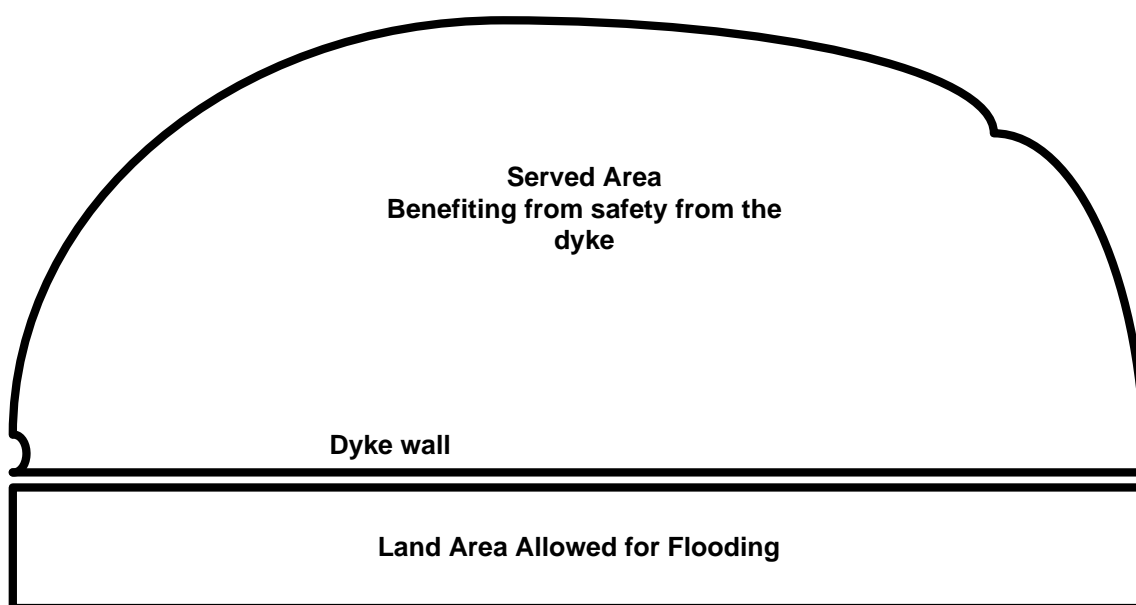 Served Area
Benefiting from safety from the
dyke
Dyke wall
Land Area Allowed for Flooding